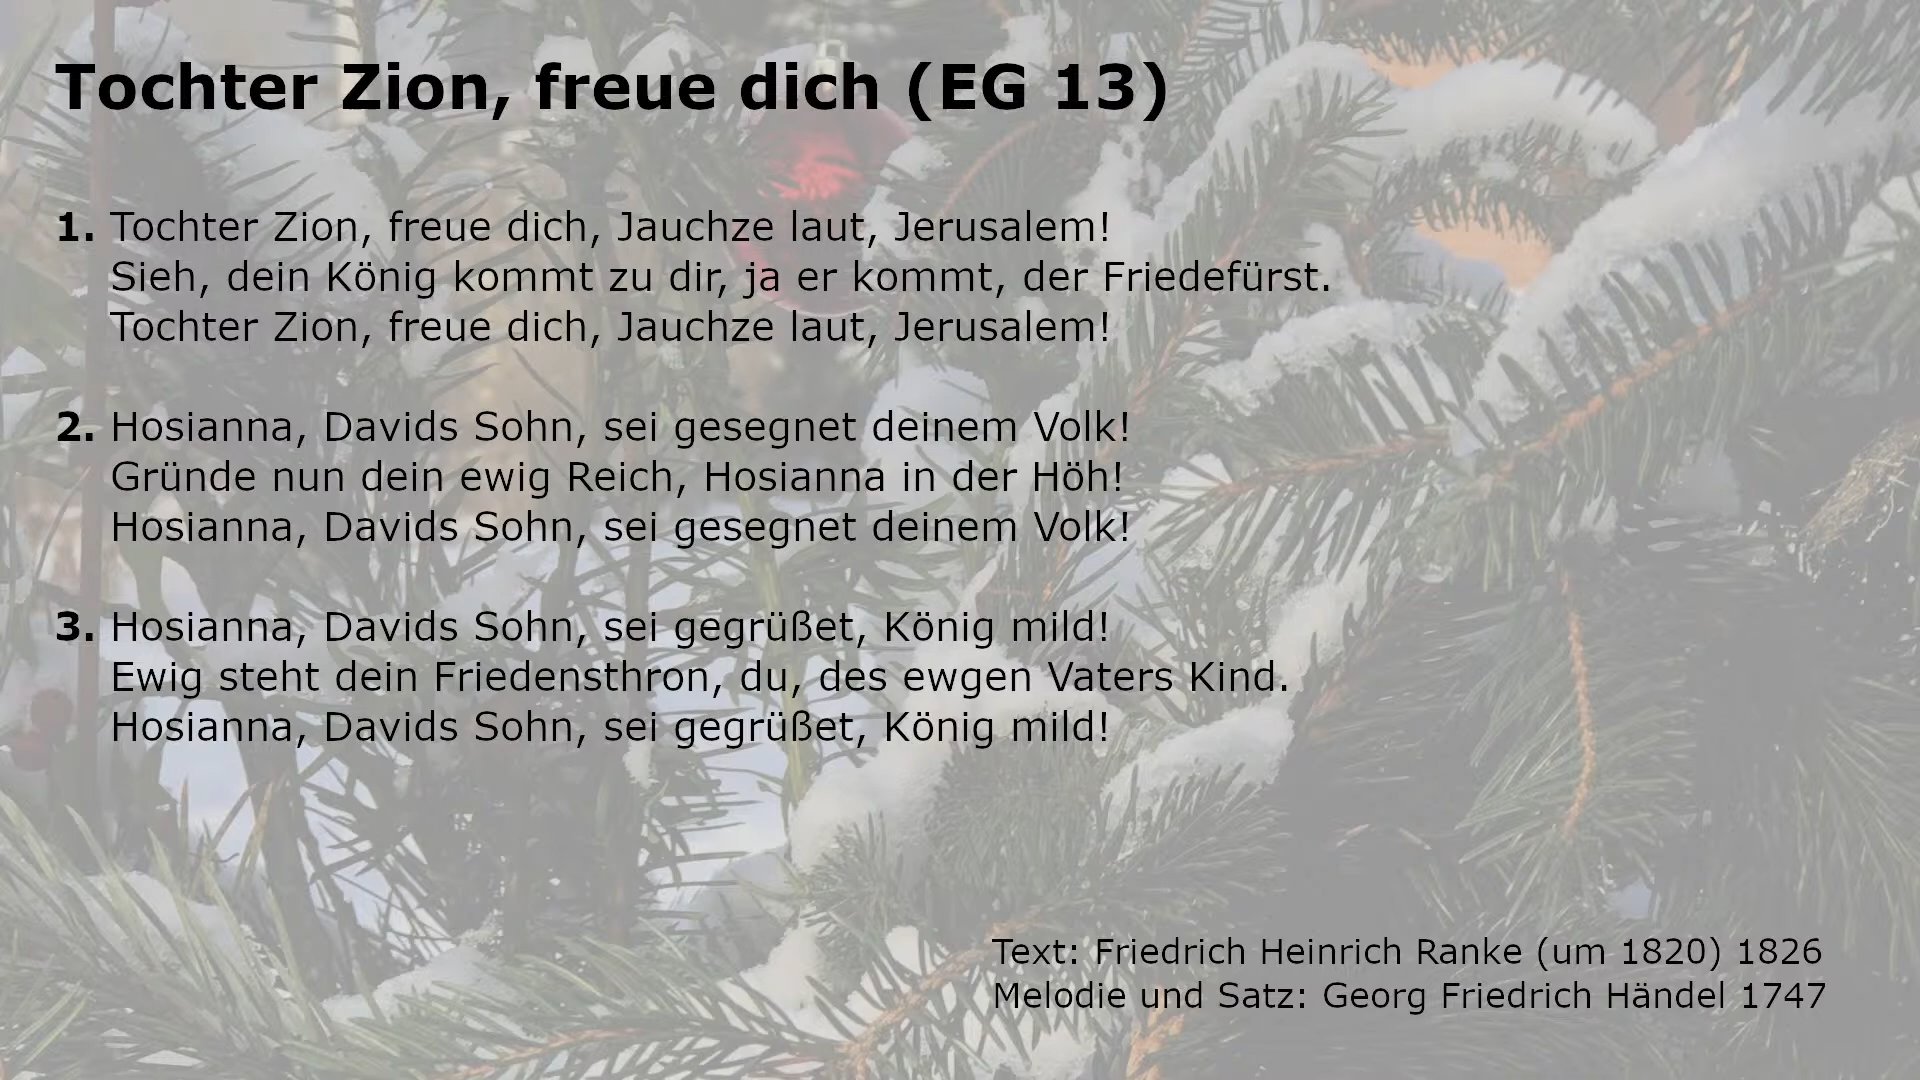 Tochter Zion, freue dich (EG 13)
1. Tochter Zion, freue dich, Jauchze laut, Jerusalem!
Sieh, dein König kommt zu dir, ja er kommt, der Friedefürst.
Tochter Zion, freue dich, Jauchze laut, Jerusalem!
2. Hosianna, Davids Sohn, sei gesegnet deinem Volk!
Gründe nun dein ewig Reich, Hosianna in der Höh!
Hosianna, Davids Sohn, sei gesegnet deinem Volk!
3. Hosianna, Davids Sohn, sei gegrüßet, König mild!
Ewig steht dein Friedensthron, du, des ewgen Vaters Kind.
Hosianna, Davids Sohn, sei gegrüßet, König mild!
Text: Friedrich Heinrich Ranke (um 1820) 1826
Melodie und Satz: Georg Friedrich Händel 1747